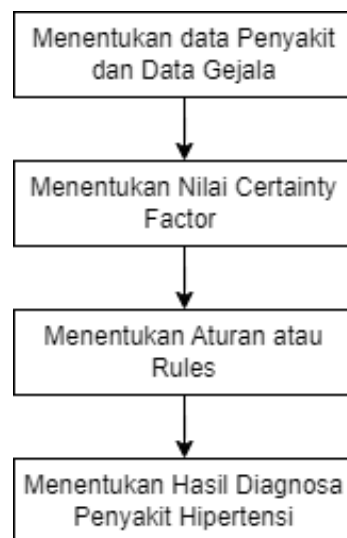 Menentukan data Penyakit
dan Data Gejala
Menentukan Nilai Certainty
Factor
Menentukan Aturan atau
Rules
Menentukan Hasil Diagnosa
Penyakit Hipertensi